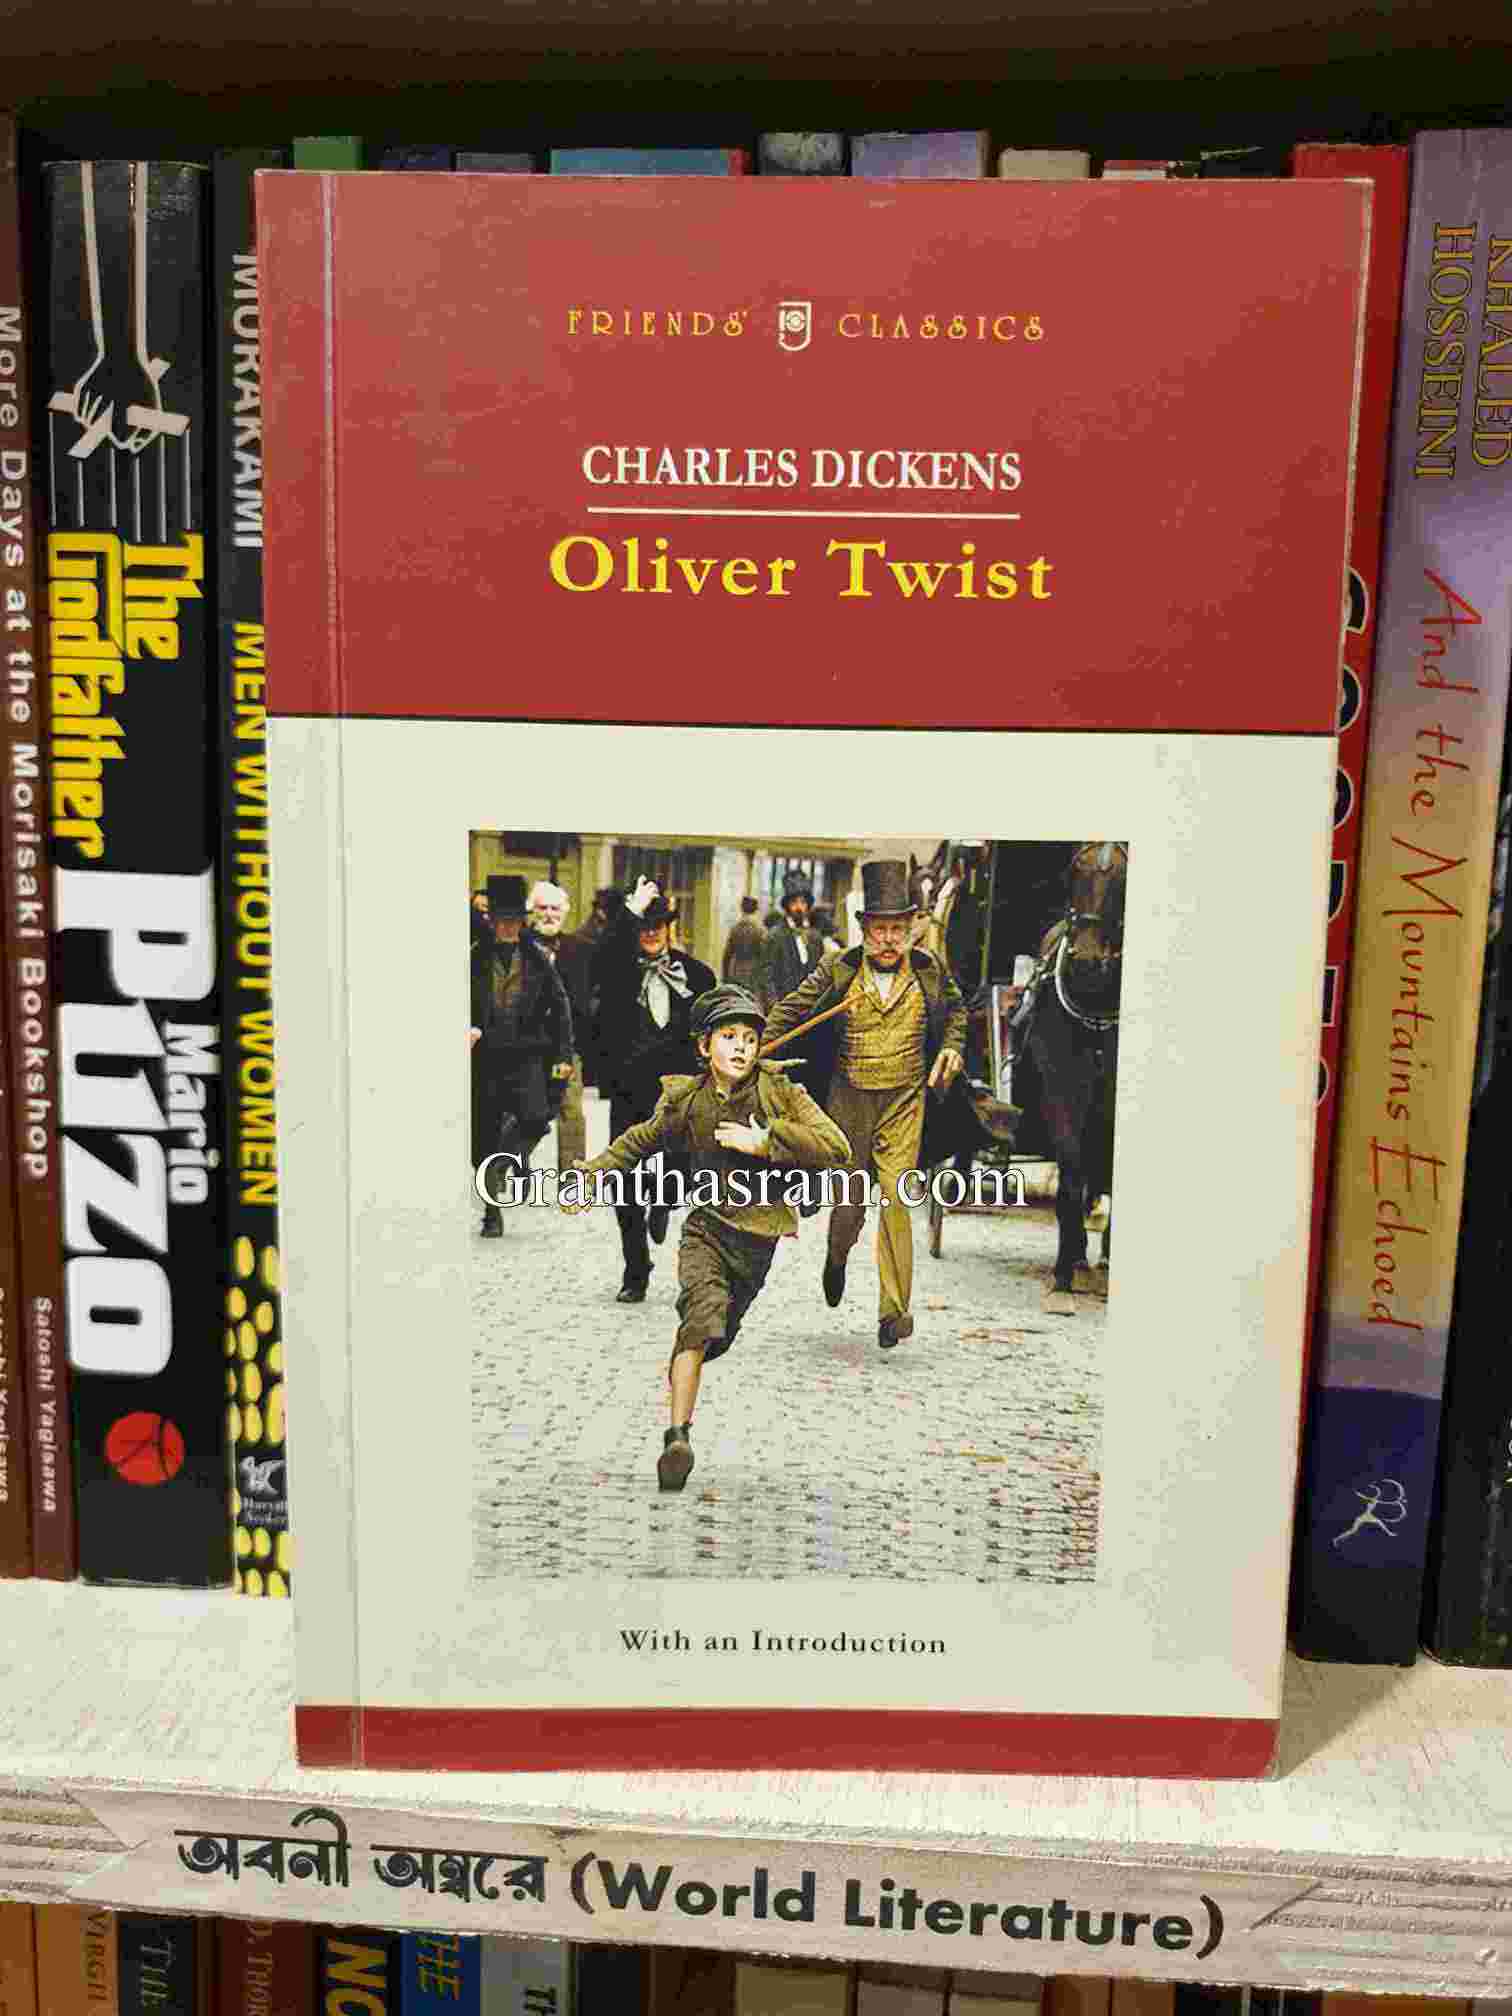 FRIENDS' CLASSICS
CHARLES DICKENS
Oliver Twist
Granthasram.com
With an Introduction
More Days at the Morisaki Bookshop
Satoshi Yagisawa
The Godfather
Mario
PUZO
MURAKAMI
MEN WITHOUT WOMEN
KHALED
HOSSEINI
And the Mountains Echoed
অবনী অম্বরে (World Literature)
THE
THE